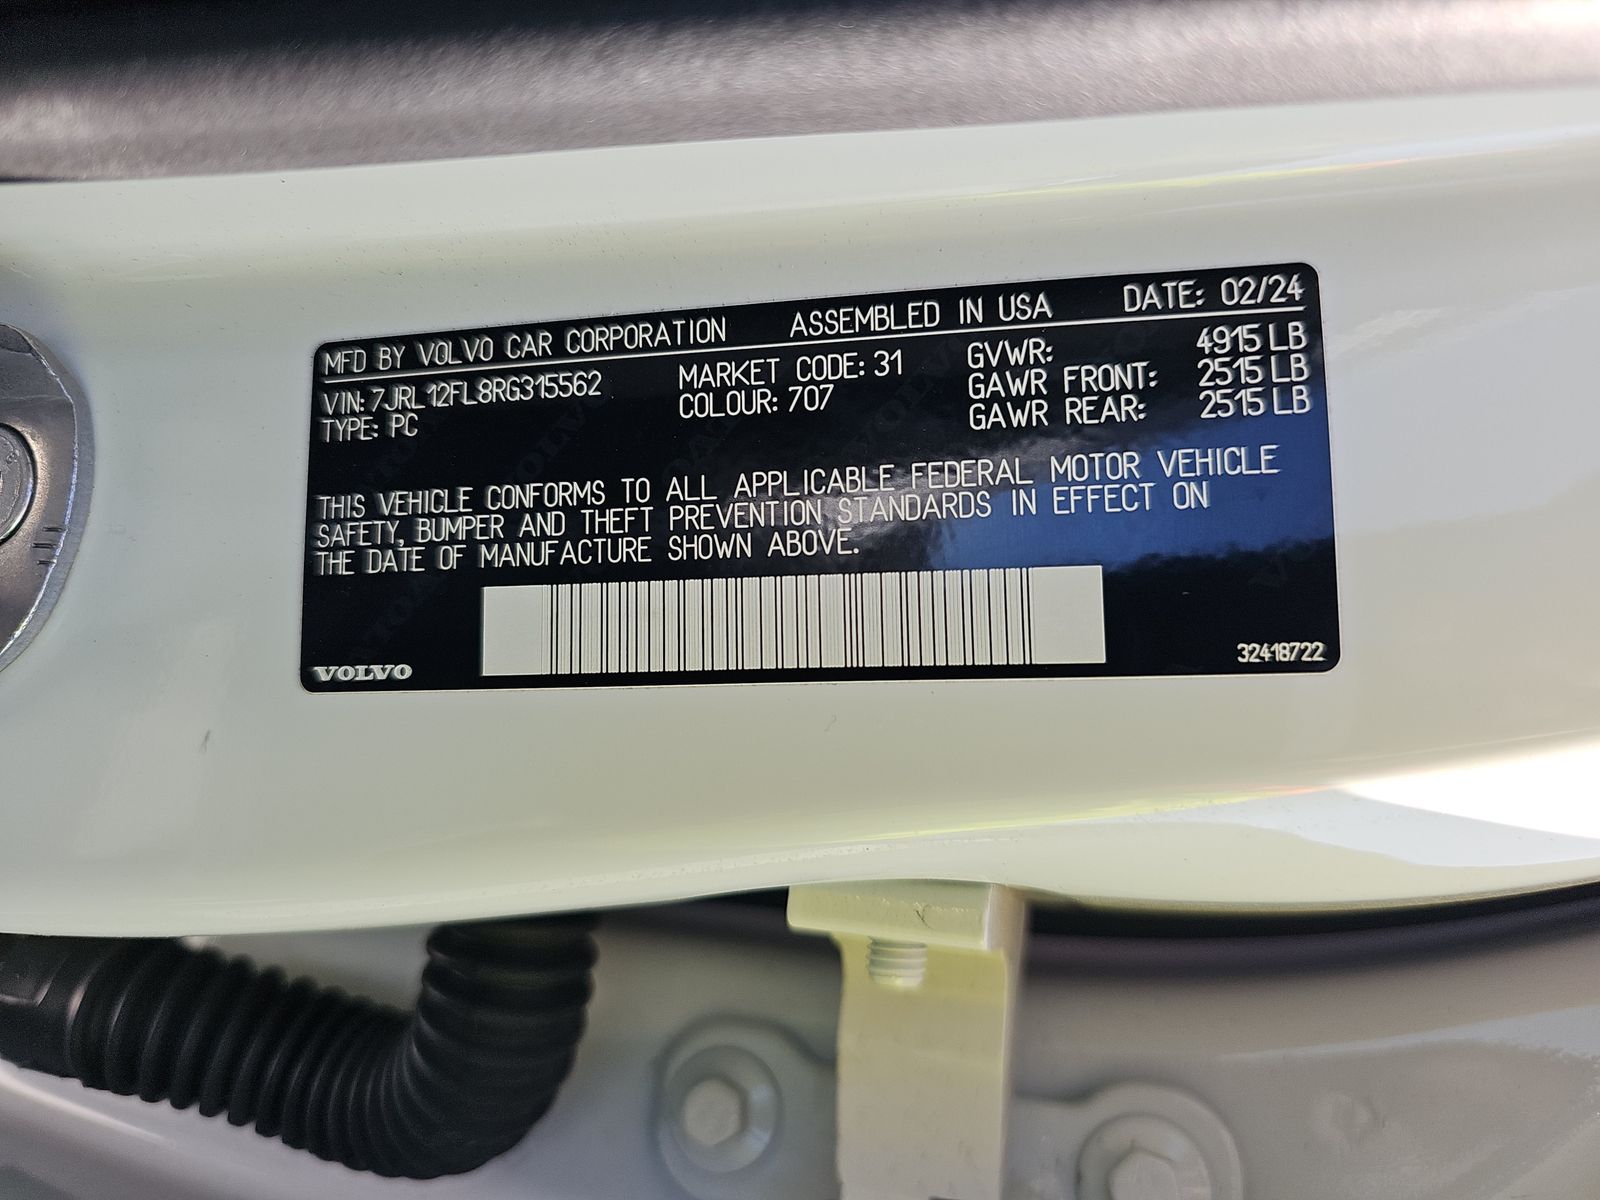 MFD BY VOLVO CAR CORPORATION ASSEMBLED IN USA DATE: 02/24
VIN: 7JRL12FL8RG315562 MARKET CODE: 31 GVWR: 4915 LB
TYPE: PC COLOUR: 707 GAWR FRONT: 2515 LB
GAWR REAR: 2515 LB
THIS VEHICLE CONFORMS TO ALL APPLICABLE FEDERAL MOTOR VEHICLE
SAFETY, BUMPER AND THEFT PREVENTION STANDARDS IN EFFECT ON
THE DATE OF MANUFACTURE SHOWN ABOVE.
VOLVO 32418722